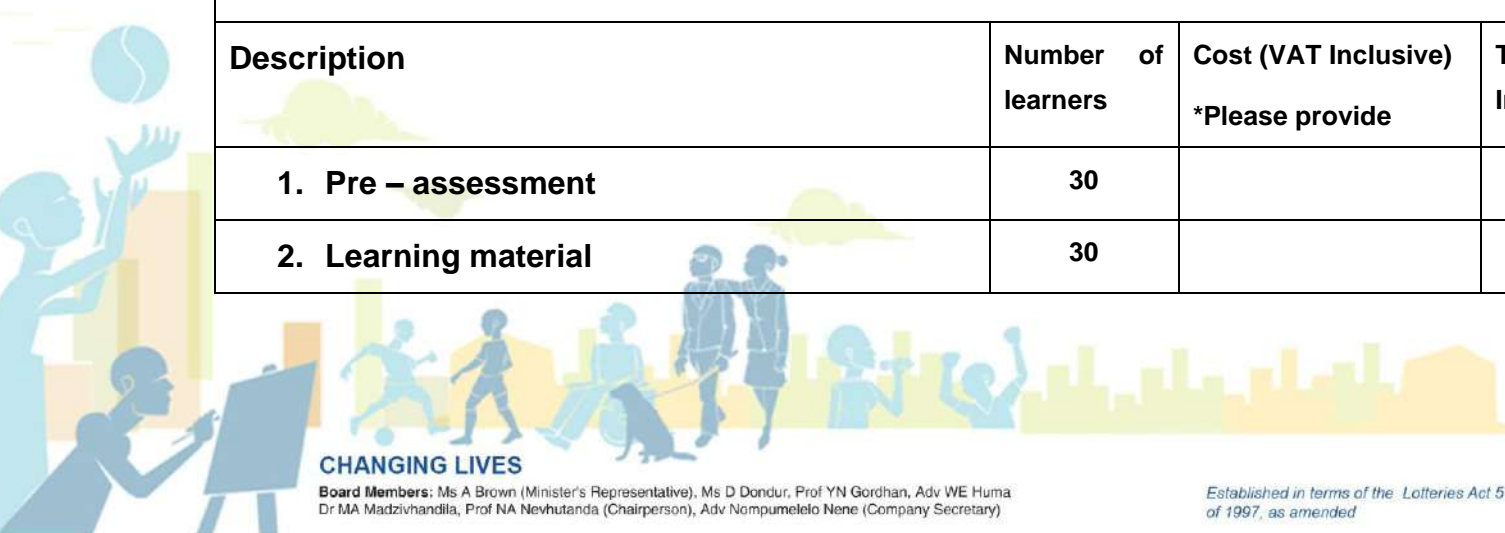 Description
Number of learners
Cost (VAT Inclusive)
*Please provide
1. Pre – assessment
30
2. Learning material
30
CHANGING LIVES
Board Members: Ms A Brown (Minister's Representative), Ms D Dondur, Prof YN Gordhan, Adv WE Huma
Dr MA Madzivhandila, Prof NA Nevhutanda (Chairperson), Adv Nompumelelo Nene (Company Secretary)
Established in terms of the Lotteries Act 5
of 1997, as amended